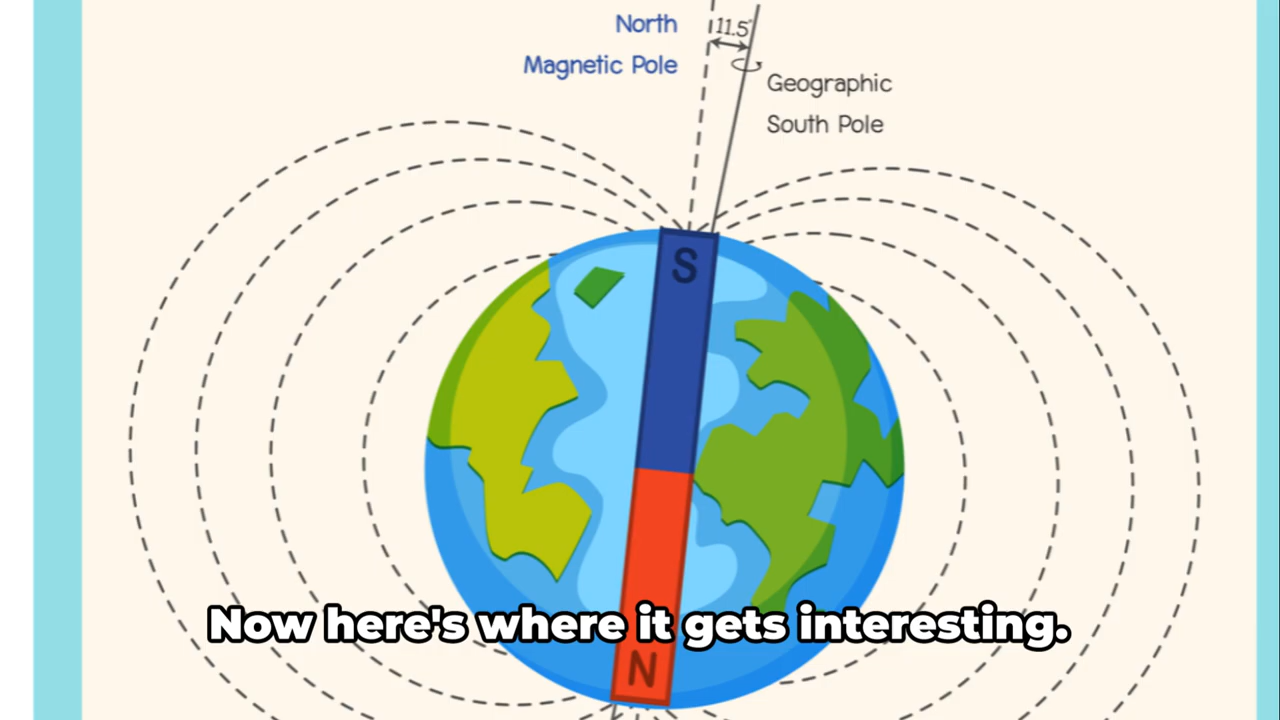 North
Magnetic Pole
11.5°
Geographic
South Pole
S
Now here's where it gets interesting.
N